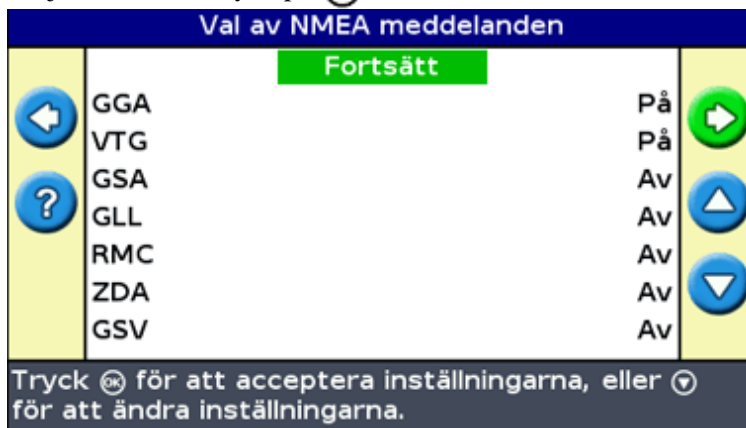 Val av NMEA meddelanden
Fortsätt
GGA På
VTG På
GSA Av
GLL Av
RMC Av
ZDA Av
GSV Av
?
Tryck OK för att acceptera inställningarna, eller
för att ändra inställningarna.